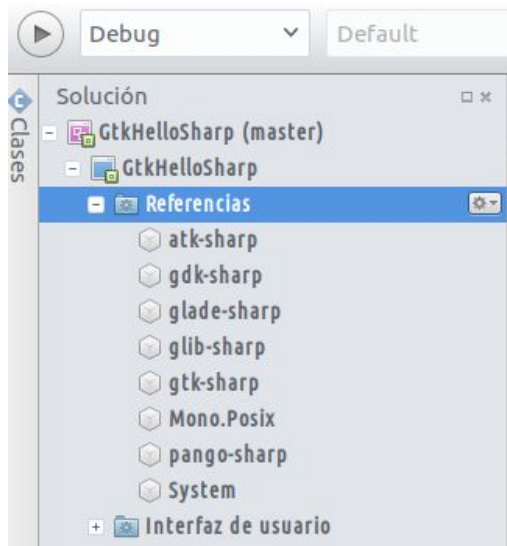 Debug
Default
Clases
Solución
GtkHelloSharp (master)
GtkHelloSharp
Referencias
atk-sharp
gdk-sharp
glade-sharp
glib-sharp
gtk-sharp
Mono.Posix
pango-sharp
System
Interfaz de usuario